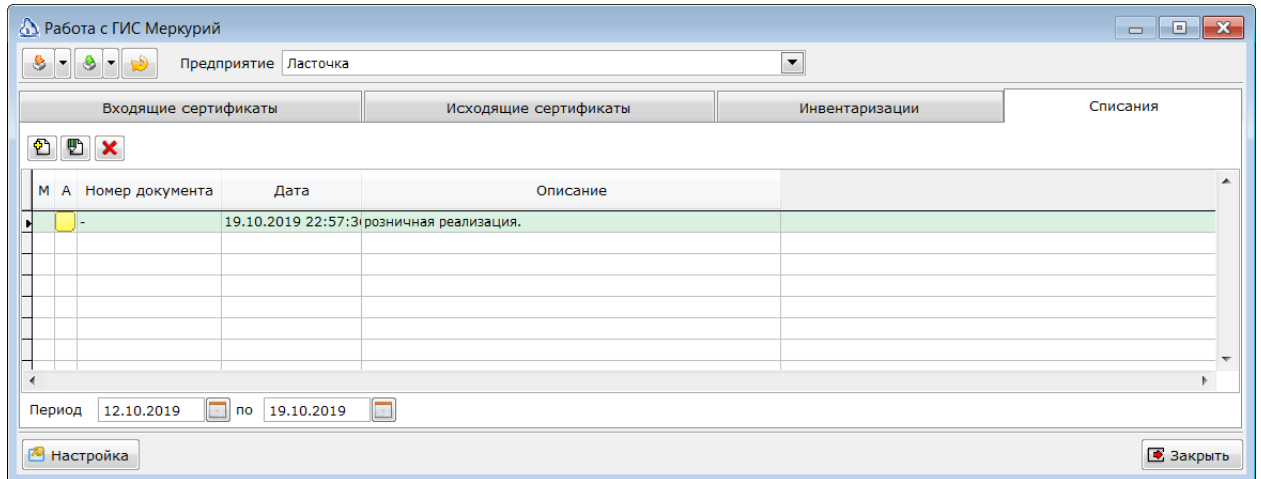 Работа с ГИС Меркурий
Предприятие Ласточка
Входящие сертификаты Исходящие сертификаты Инвентаризации Списания
М А Номер документа Дата Описание
- 19.10.2019 22:57:3 розничная реализация.
Период 12.10.2019 по 19.10.2019
Настройка Закрыть